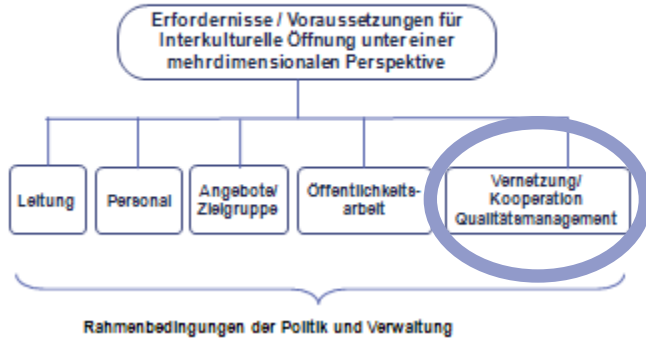 Erfordernisse / Voraussetzungen für
Interkulturelle Öffnung unter einer
mehrdimensionalen Perspektive
Leitung
Personal
Angebote/
Zielgruppe
Öffentlichkeits-
arbeit
Vernetzung/
Kooperation
Qualitätsmanagement
Rahmenbedingungen der Politik und Verwaltung